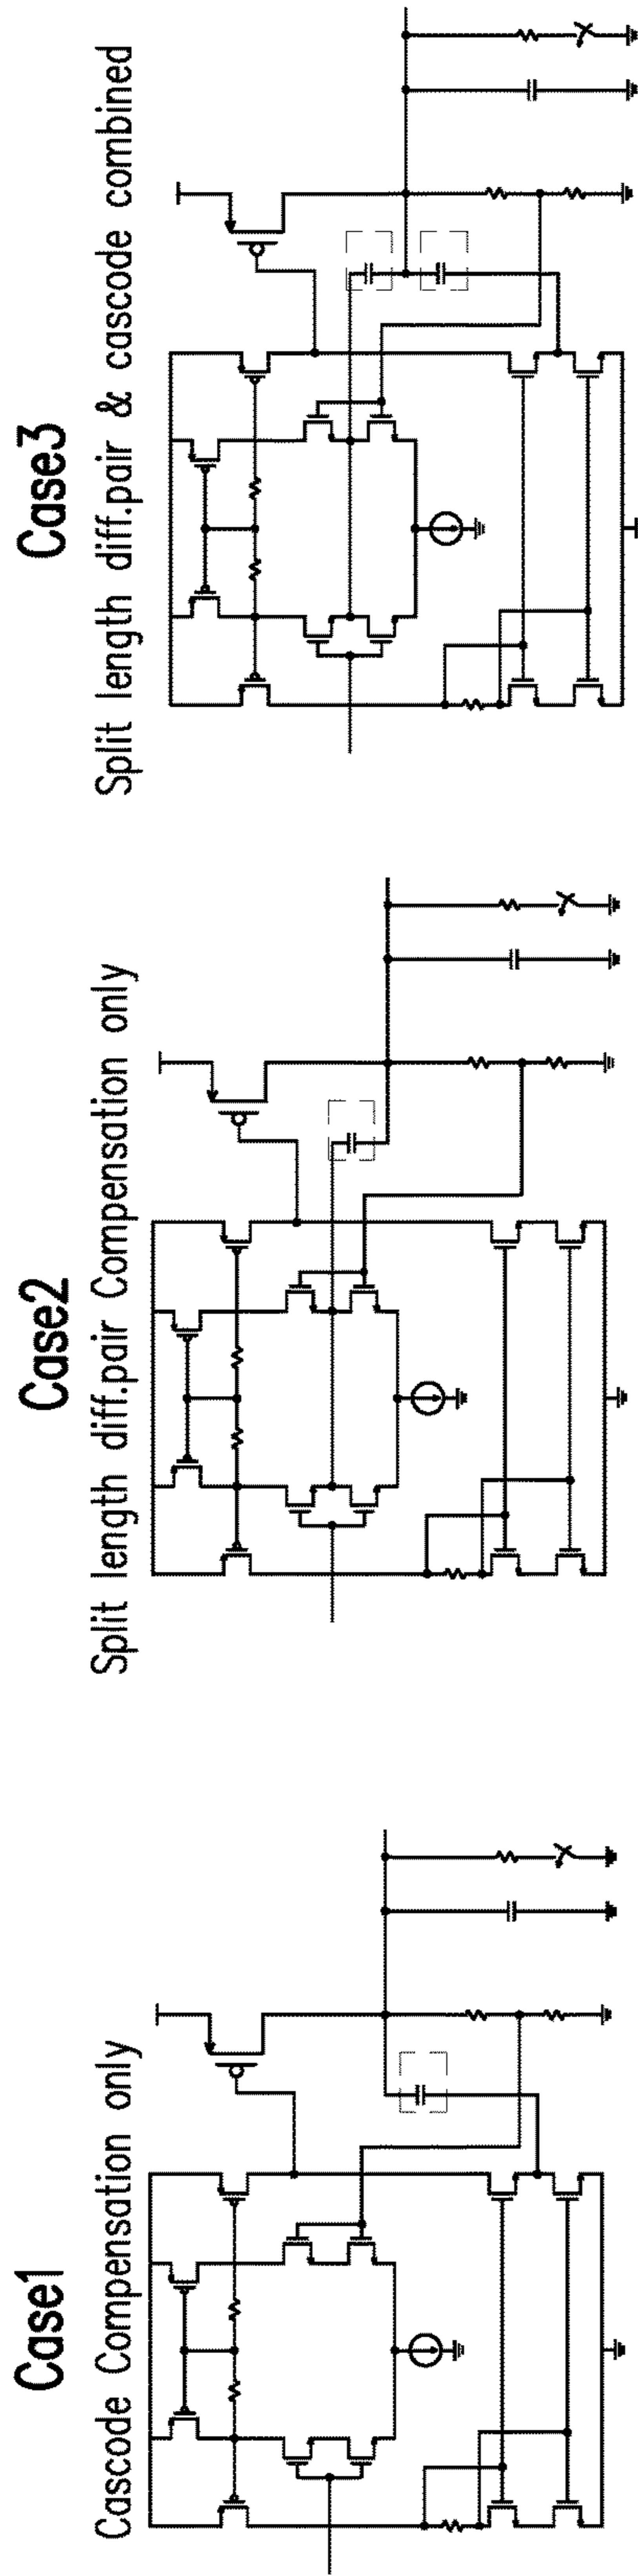 Case1
Cascode Compensation only
Case2
Split length diff.pair Compensation only
Case3
Split length diff.pair & cascode combined